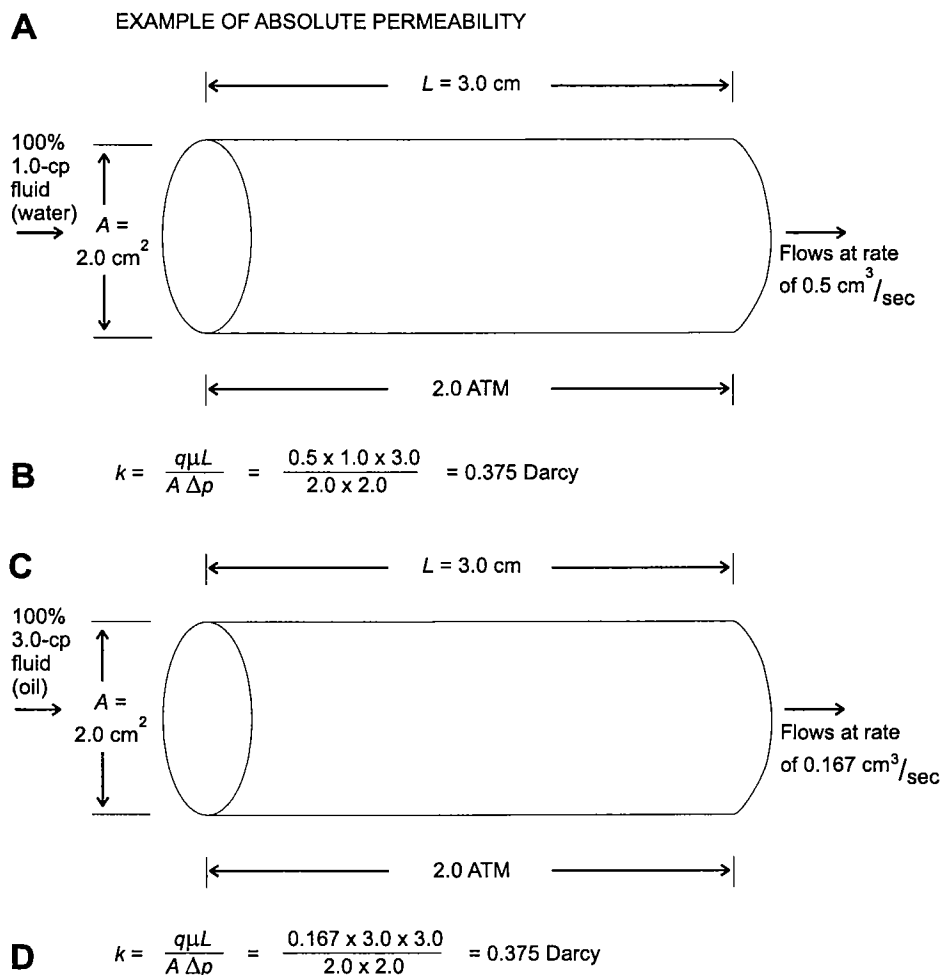 A EXAMPLE OF ABSOLUTE PERMEABILITY
L = 3.0 cm
100%
1.0-cp
fluid
(water)
A =
2.0 cm²
Flows at rate
of 0.5 cm³/sec
2.0 ATM
B k = qμL / A Δp = 0.5 x 1.0 x 3.0 / 2.0 x 2.0 = 0.375 Darcy
C
L = 3.0 cm
100%
3.0-cp
fluid
(oil)
A =
2.0 cm²
Flows at rate
of 0.167 cm³/sec
2.0 ATM
D k = qμL / A Δp = 0.167 x 3.0 x 3.0 / 2.0 x 2.0 = 0.375 Darcy